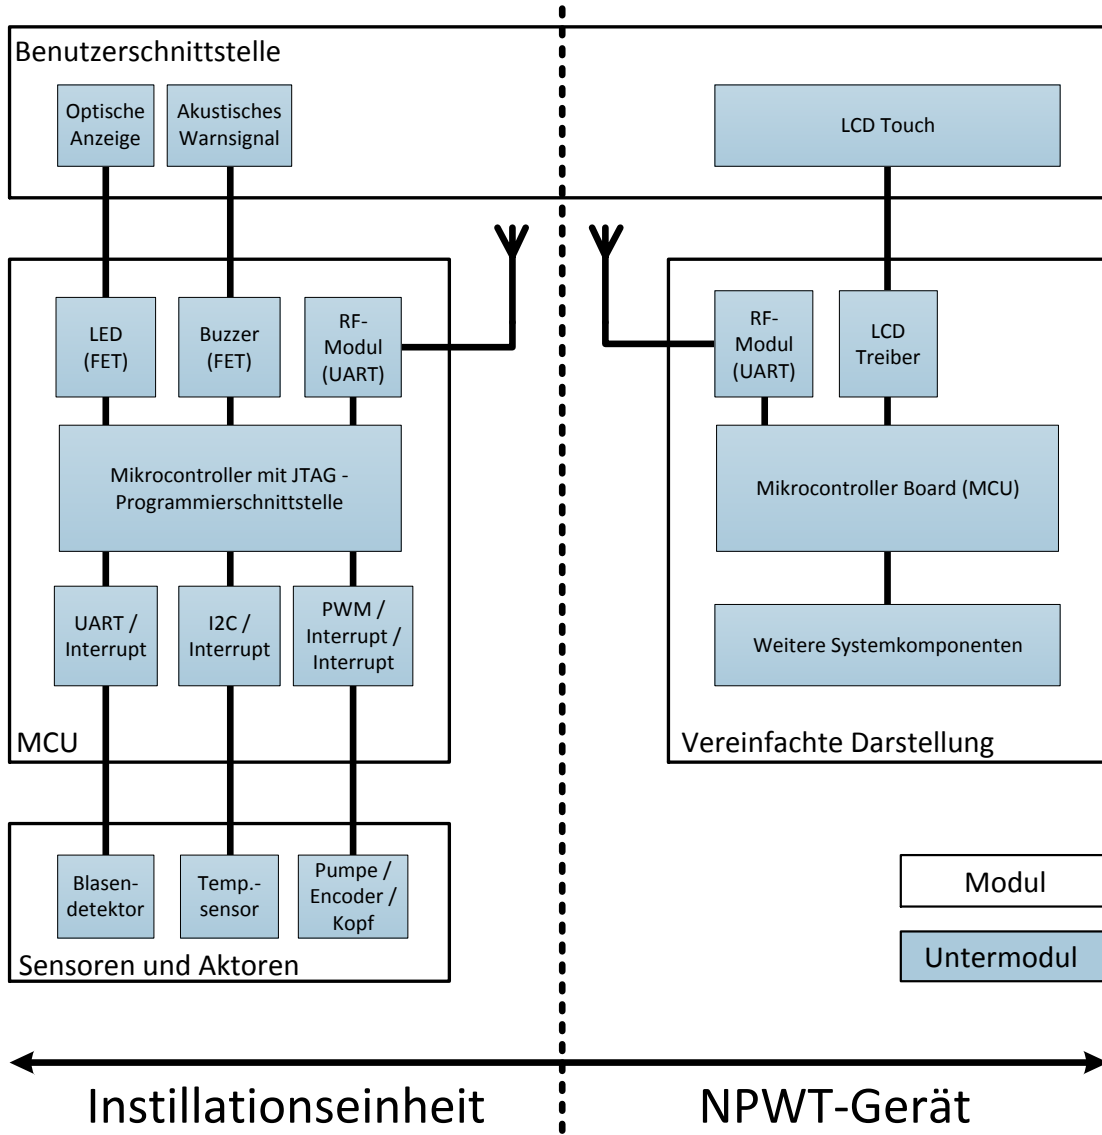 Benutzerschnittstelle
Optische
Anzeige
Akustisches
Warnsignal
LCD Touch
LED
(FET)
Buzzer
(FET)
RF-
Modul
(UART)
RF-
Modul
(UART)
LCD
Treiber
Mikrocontroller mit JTAG -
Programmierschnittstelle
Mikrocontroller Board (MCU)
UART /
Interrupt
I2C /
Interrupt
PWM /
Interrupt /
Interrupt
Weitere Systemkomponenten
MCU
Vereinfachte Darstellung
Blasen-
detektor
Temp.-
sensor
Pumpe /
Encoder /
Kopf
Sensoren und Aktoren
Modul
Untermodul
Instillationseinheit
NPWT-Gerät